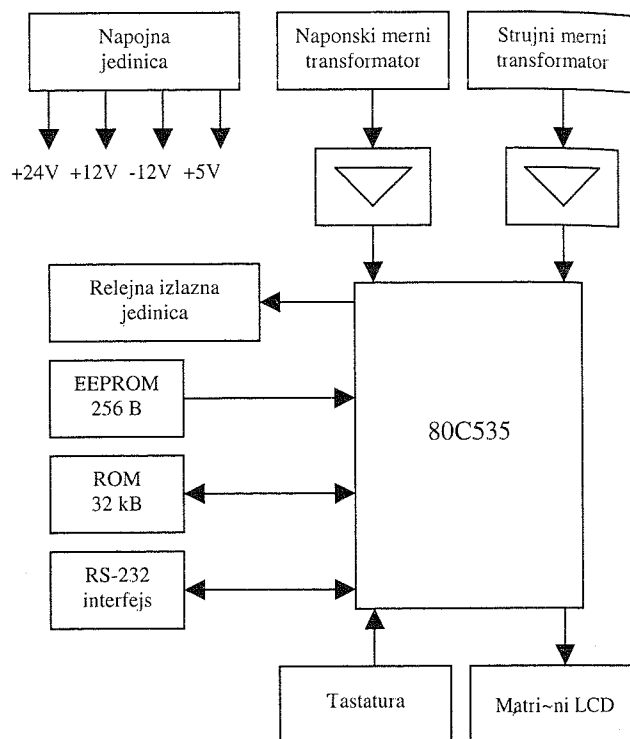 Napojna
jedinica
Naponski merni
transformator
Strujni merni
transformator
+24V +12V -12V +5V
Relejna izlazna
jedinica
EEPROM
256 B
80C535
ROM
32 kB
RS-232
interfejs
Tastatura
Matri~ni LCD